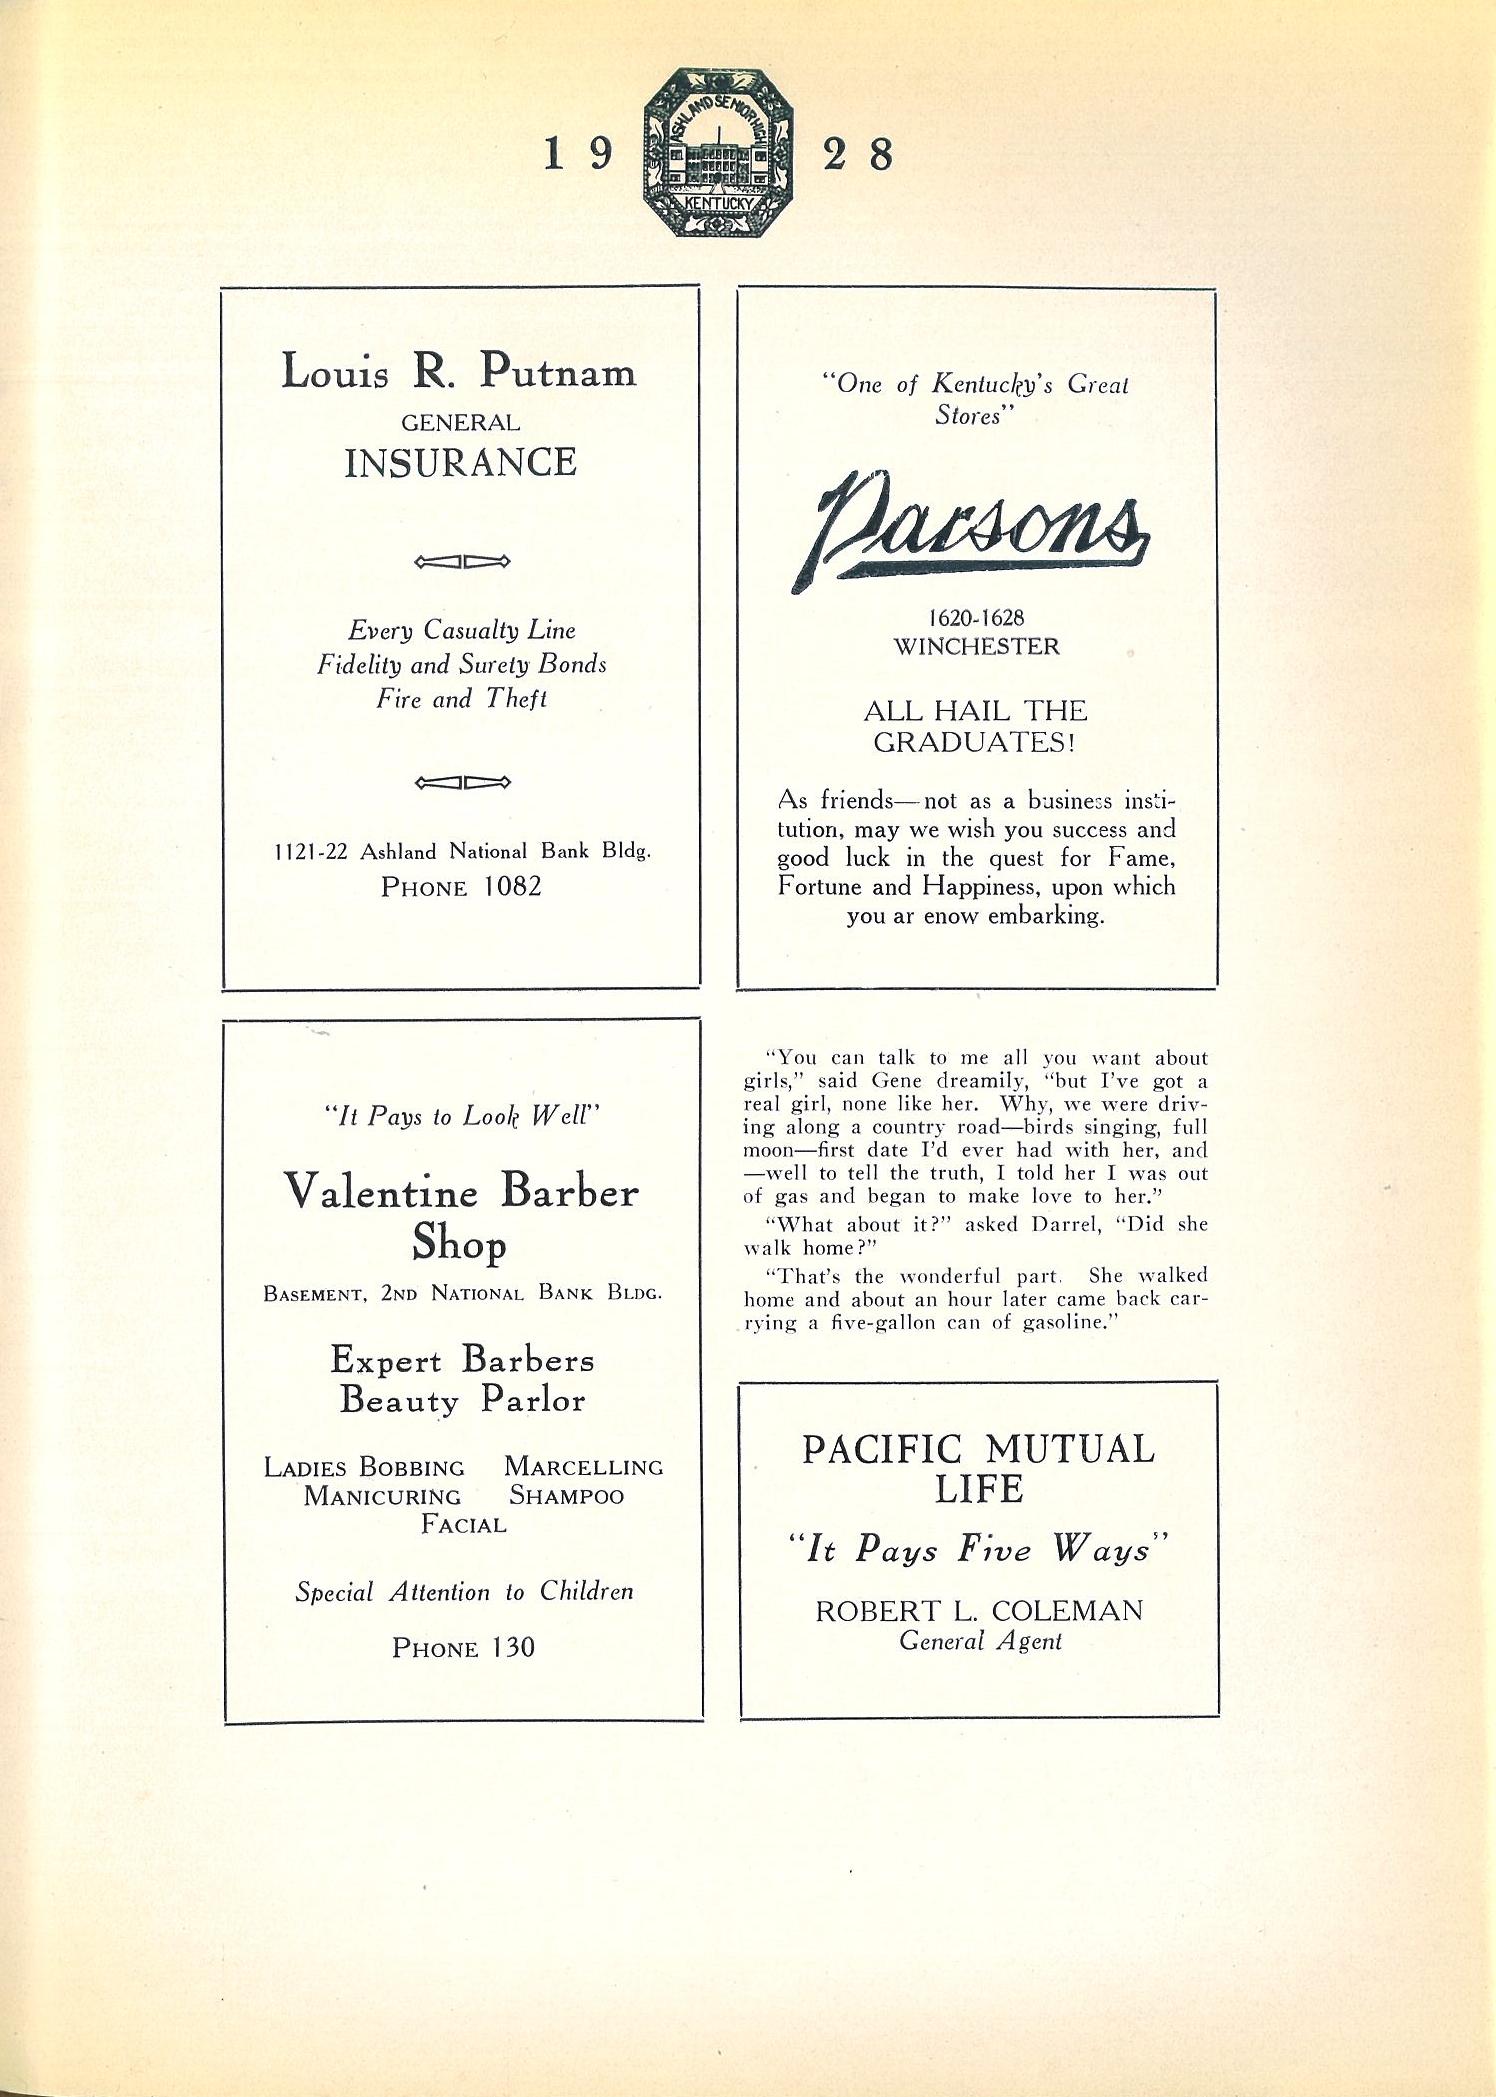 19 28
ASHLAND SENIOR HIGH
KENTUCKY
Louis R. Putnam
GENERAL
INSURANCE
Every Casualty Line
Fidelity and Surety Bonds
Fire and Theft
1121-22 Ashland National Bank Bldg.
PHONE 1082
"One of Kentucky's Great
Stores"
Parsons
1620-1628
WINCHESTER
ALL HAIL THE
GRADUATES!
As friends—not as a business insti-
tution, may we wish you success and
good luck in the quest for Fame,
Fortune and Happiness, upon which
you ar enow embarking.
"It Pays to Look Well"
Valentine Barber
Shop
BASEMENT, 2ND NATIONAL BANK BLDG.
Expert Barbers
Beauty Parlor
LADIES BOBBING MARCELLING
MANICURING SHAMPOO
FACIAL
Special Attention to Children
PHONE 130
"You can talk to me all you want about
girls," said Gene dreamily, "but I've got a
real girl, none like her. Why, we were driv-
ing along a country road—birds singing, full
moon—first date I'd ever had with her, and
—well to tell the truth, I told her I was out
of gas and began to make love to her."
"What about it?" asked Darrel, "Did she
walk home?"
"That's the wonderful part. She walked
home and about an hour later came back car-
rying a five-gallon can of gasoline."
PACIFIC MUTUAL
LIFE
"It Pays Five Ways"
ROBERT L. COLEMAN
General Agent